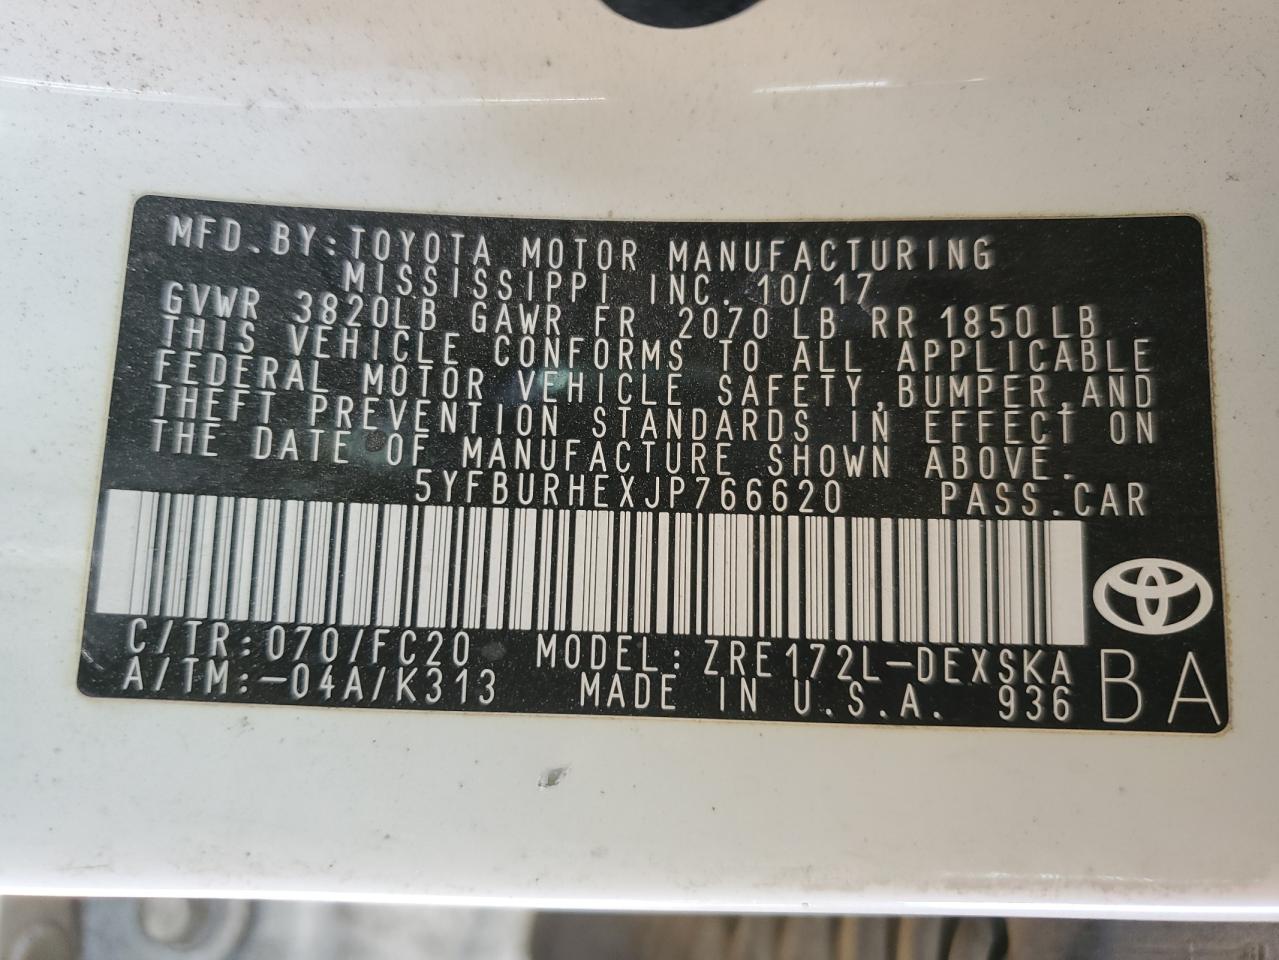 MFD.BY:TOYOTA MOTOR MANUFACTURING
MISSISSIPPI INC. 10/17
GVWR 3820LB GAWR FR 2070 LB RR 1850 LB
THIS VEHICLE CONFORMS TO ALL APPLICABLE
FEDERAL MOTOR VEHICLE SAFETY,BUMPER,AND
THEFT PREVENTION STANDARDS IN EFFECT ON
THE DATE OF MANUFACTURE SHOWN ABOVE.
5YFBURHEXJP766620 PASS.CAR
C/TR:070/FC20 MODEL:ZRE172L-DEXSKA
A/TM:-04A/K313 MADE IN U.S.A. 936 BA